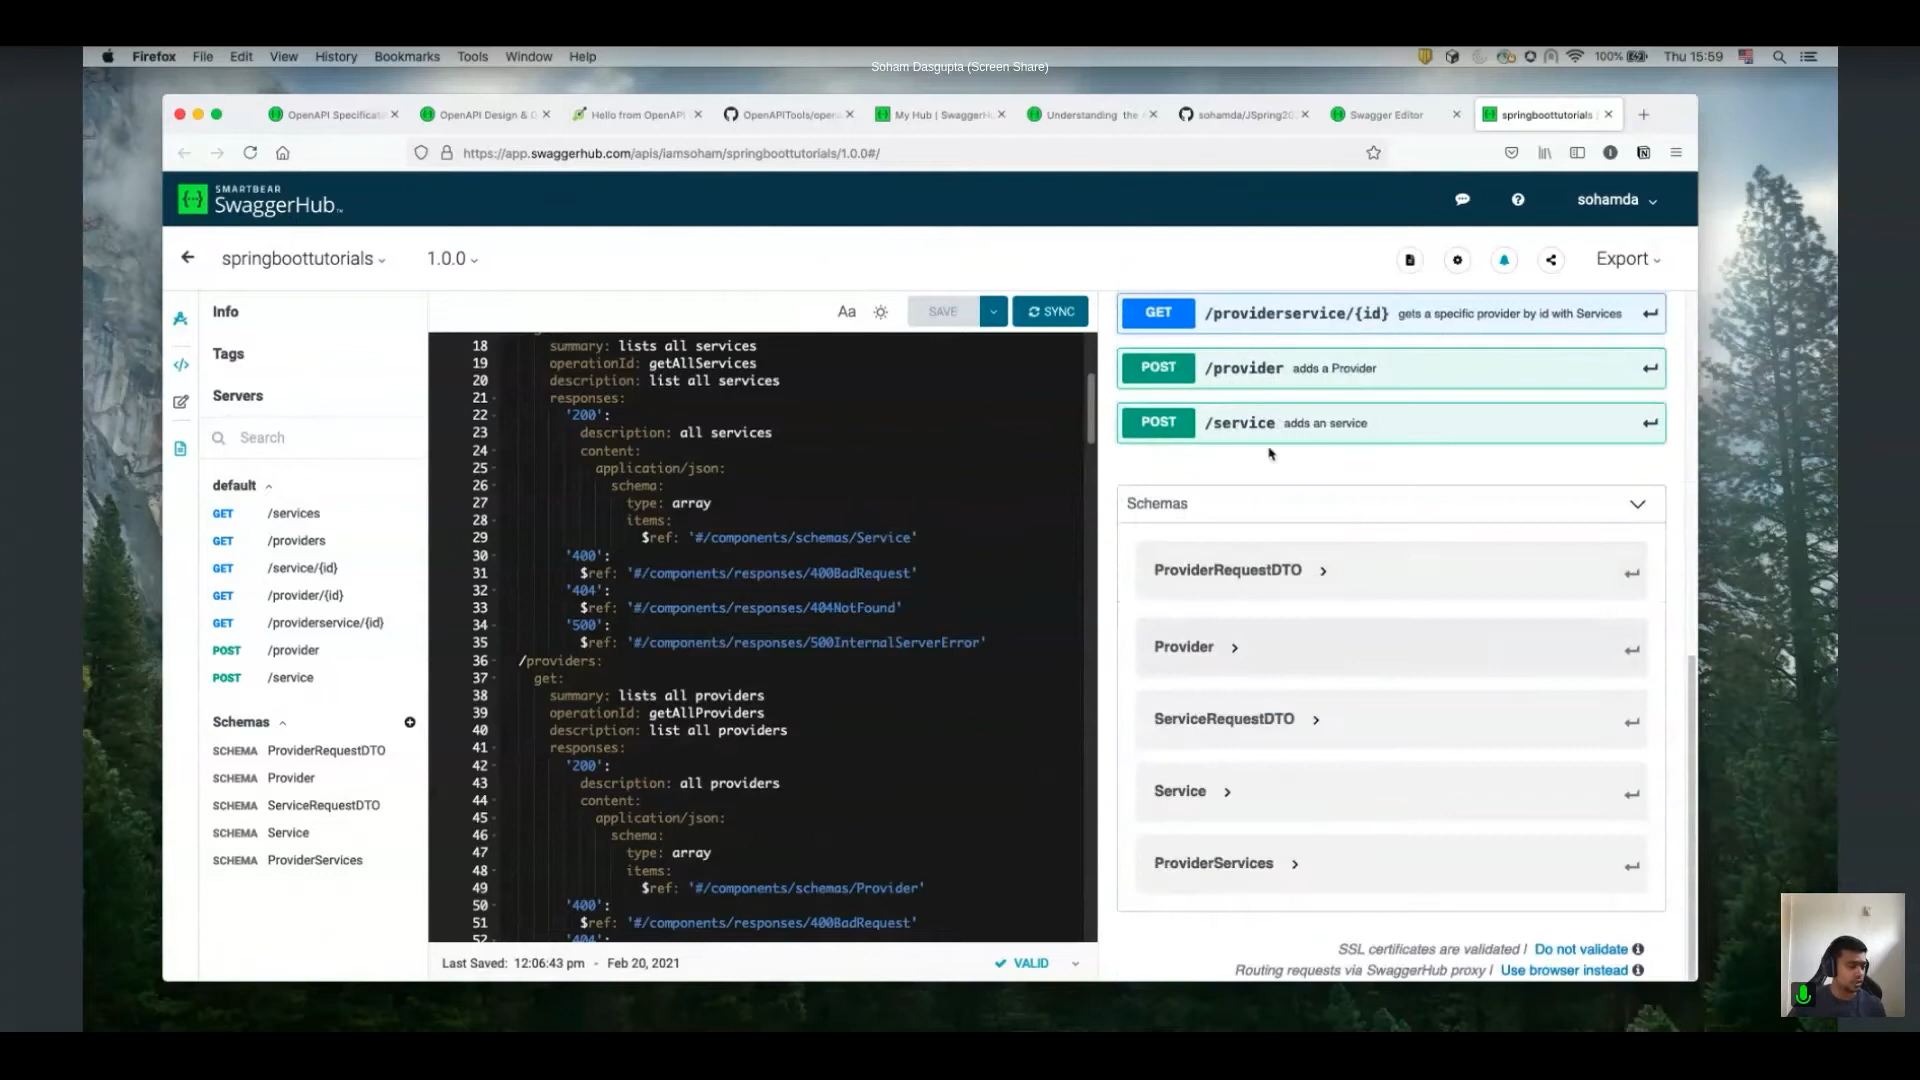 Firefox File Edit View History Bookmarks Tools Window Help
100% Thu 15:59
Soham Dasgupta (Screen Share)
OpenAPI Specificat
OpenAPI Design & D
Hello from OpenAPI
OpenAPITools/open
My Hub | SwaggerH
Understanding the
sohamda/JSpring20
Swagger Editor
springboottutorials
https://app.swaggerhub.com/apis/iamsoham/springboottutorials/1.0.0#/
SMARTBEAR
SwaggerHub
sohamda
springboottutorials
1.0.0
Export
Info
Tags
Servers
Search
default
GET /services
GET /providers
GET /service/{id}
GET /provider/{id}
GET /providerservice/{id}
POST /provider
POST /service
Schemas
SCHEMA ProviderRequestDTO
SCHEMA Provider
SCHEMA ServiceRequestDTO
SCHEMA Service
SCHEMA ProviderServices
Aa SAVE SYNC
18 summary: lists all services
19 operationId: getAllServices
20 description: list all services
21 responses:
22 '200':
23 description: all services
24 content:
25 application/json:
26 schema:
27 type: array
28 items:
29 $ref: '#/components/schemas/Service'
30 '400':
31 $ref: '#/components/responses/400BadRequest'
32 '404':
33 $ref: '#/components/responses/404NotFound'
34 '500':
35 $ref: '#/components/responses/500InternalServerError'
36 /providers:
37 get:
38 summary: lists all providers
39 operationId: getAllProviders
40 description: list all providers
41 responses:
42 '200':
43 description: all providers
44 content:
45 application/json:
46 schema:
47 type: array
48 items:
49 $ref: '#/components/schemas/Provider'
50 '400':
51 $ref: '#/components/responses/400BadRequest'
52 '404':
Last Saved: 12:06:43 pm - Feb 20, 2021
VALID
GET /providerservice/{id} gets a specific provider by id with Services
POST /provider adds a Provider
POST /service adds an service
Schemas
ProviderRequestDTO
Provider
ServiceRequestDTO
Service
ProviderServices
SSL certificates are validated / Do not validate
Routing requests via SwaggerHub proxy / Use browser instead